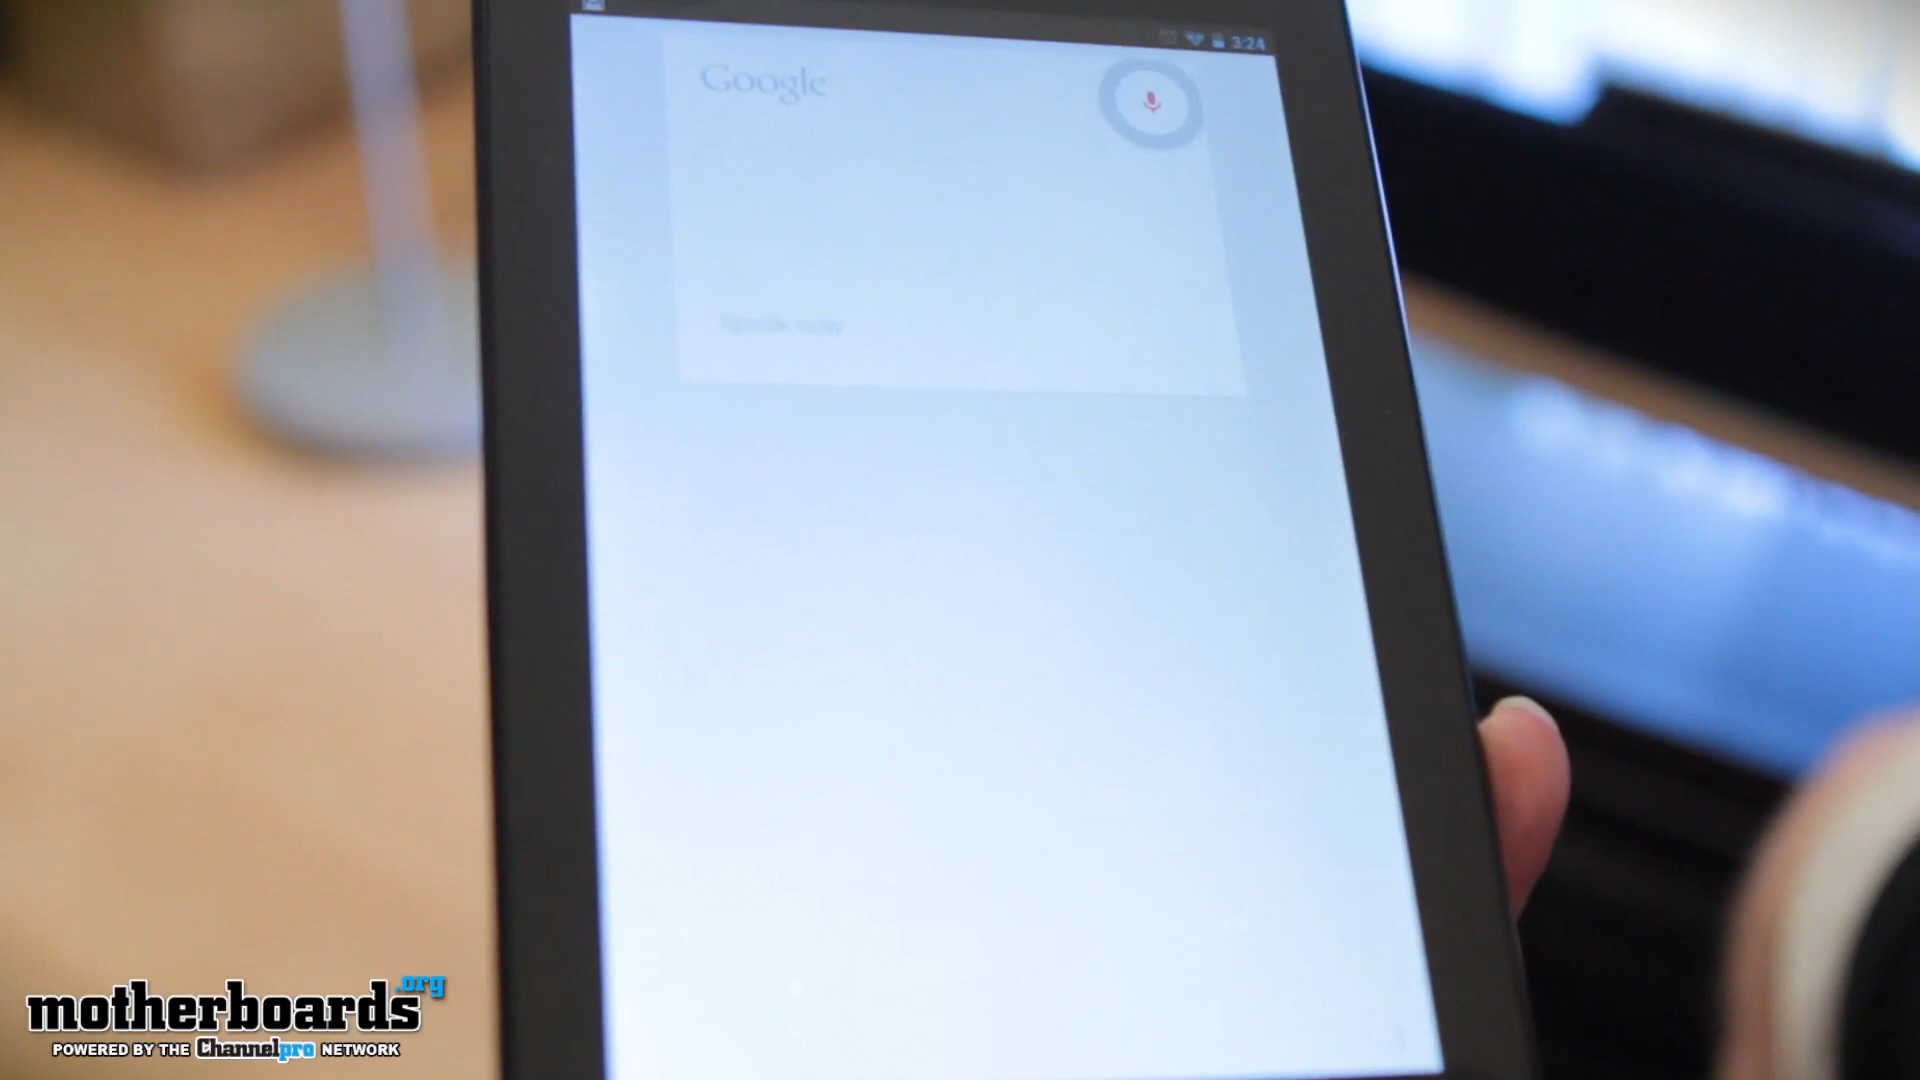 3:24
Google
Speak now
motherboards.org
POWERED BY THE Channelpro NETWORK